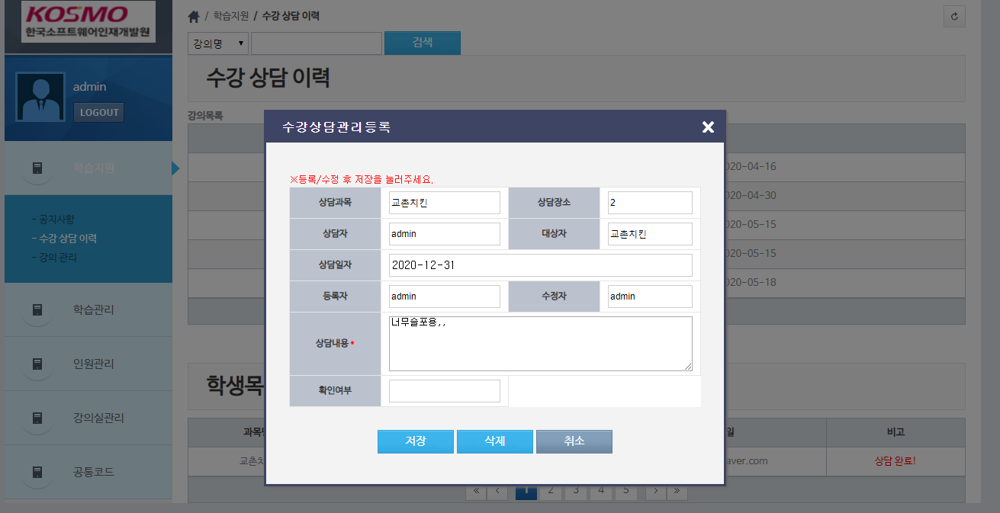 KOSMO
한국소프트웨어인재개발원
/ 학습지원 / 수강 상담 이력
강의명 검색
수강 상담 이력
admin
LOGOUT
강의목록
수강상담관리등록
학습지원
020-04-16
※등록/수정 후 저장을 눌러주세요.
020-04-30
상담과목 교촌치킨 상담장소 2
- 공지사항
020-05-15
상담자 admin 대상자 교촌치킨
- 수강 상담 이력
- 강의 관리
020-05-15
상담일자 2020-12-31
020-05-18
등록자 admin 수정자 admin
학습관리
상담내용* 너무슬포용,,
인원관리
학생목
확인여부
강의실관리
과목 일 비고
저장 삭제 취소
교촌치 aver.com 상담 완료!
공통코드
« ‹ 1 2 3 4 5 › »